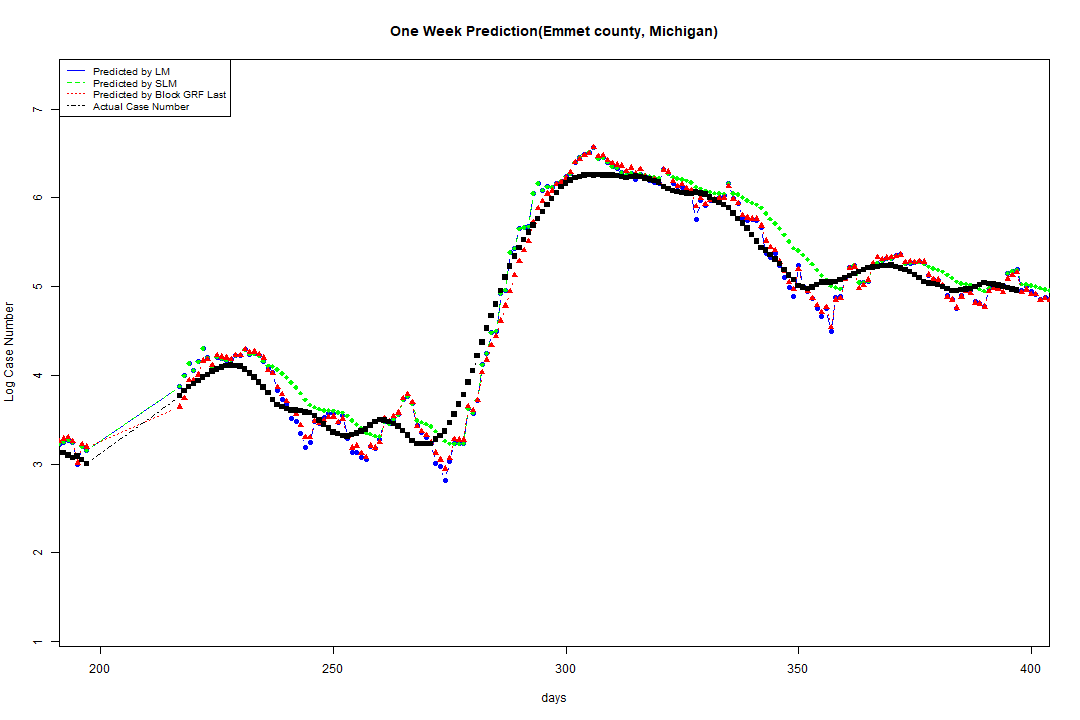 One Week Prediction(Emmet county, Michigan)
Predicted by LM
Predicted by SLM
Predicted by Block GRF Last
Actual Case Number
7
6
5
4
3
2
1
Log Case Number
200 250 300 350 400
days